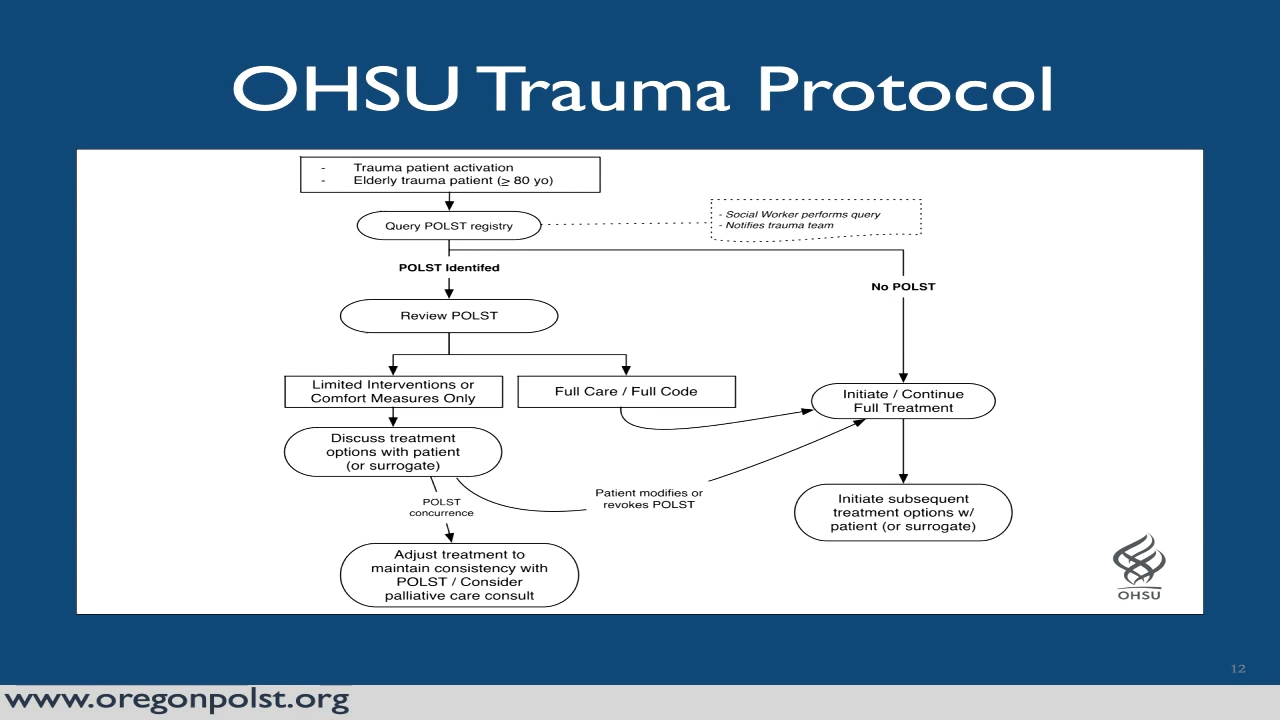 OHSU Trauma Protocol
- Trauma patient activation
- Elderly trauma patient (≥ 80 yo)
Query POLST registry
- Social Worker performs query
- Notifies trauma team
POLST Identifed
No POLST
Review POLST
Limited Interventions or
Comfort Measures Only
Full Care / Full Code
Initiate / Continue
Full Treatment
Discuss treatment
options with patient
(or surrogate)
POLST
concurrence
Patient modifies or
revokes POLST
Initiate subsequent
treatment options w/
patient (or surrogate)
Adjust treatment to
maintain consistency with
POLST / Consider
palliative care consult
OHSU
12
www.oregonpolst.org